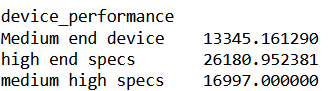 device_performance
Medium end device    13345.161290
high end specs       26180.952381
medium high specs    16997.000000